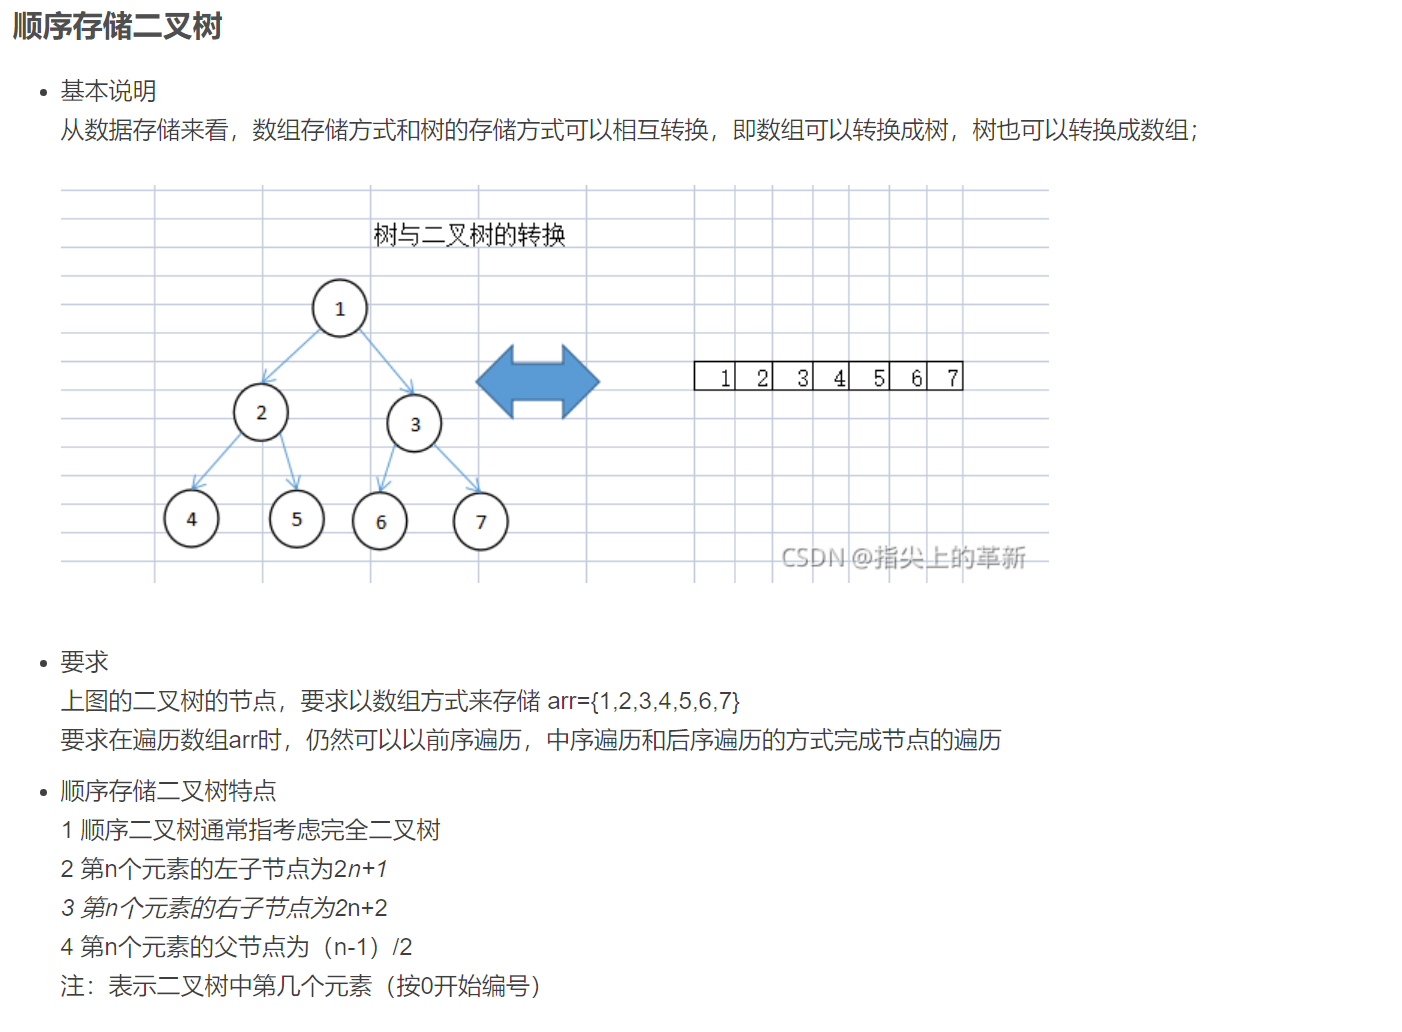 顺序存储二叉树
基本说明
从数据存储来看，数组存储方式和树的存储方式可以相互转换，即数组可以转换成树，树也可以转换成数组；
树与二叉树的转换
1
2
3
4
5
6
7
1 2 3 4 5 6 7
CSDN @指尖上的革新
要求
上图的二叉树的节点，要求以数组方式来存储 arr={1,2,3,4,5,6,7}
要求在遍历数组arr时，仍然可以以前序遍历，中序遍历和后序遍历的方式完成节点的遍历
顺序存储二叉树特点
1 顺序二叉树通常指考虑完全二叉树
2 第n个元素的左子节点为2n+1
3 第n个元素的右子节点为2n+2
4 第n个元素的父节点为（n-1）/2
注：表示二叉树中第几个元素（按0开始编号）